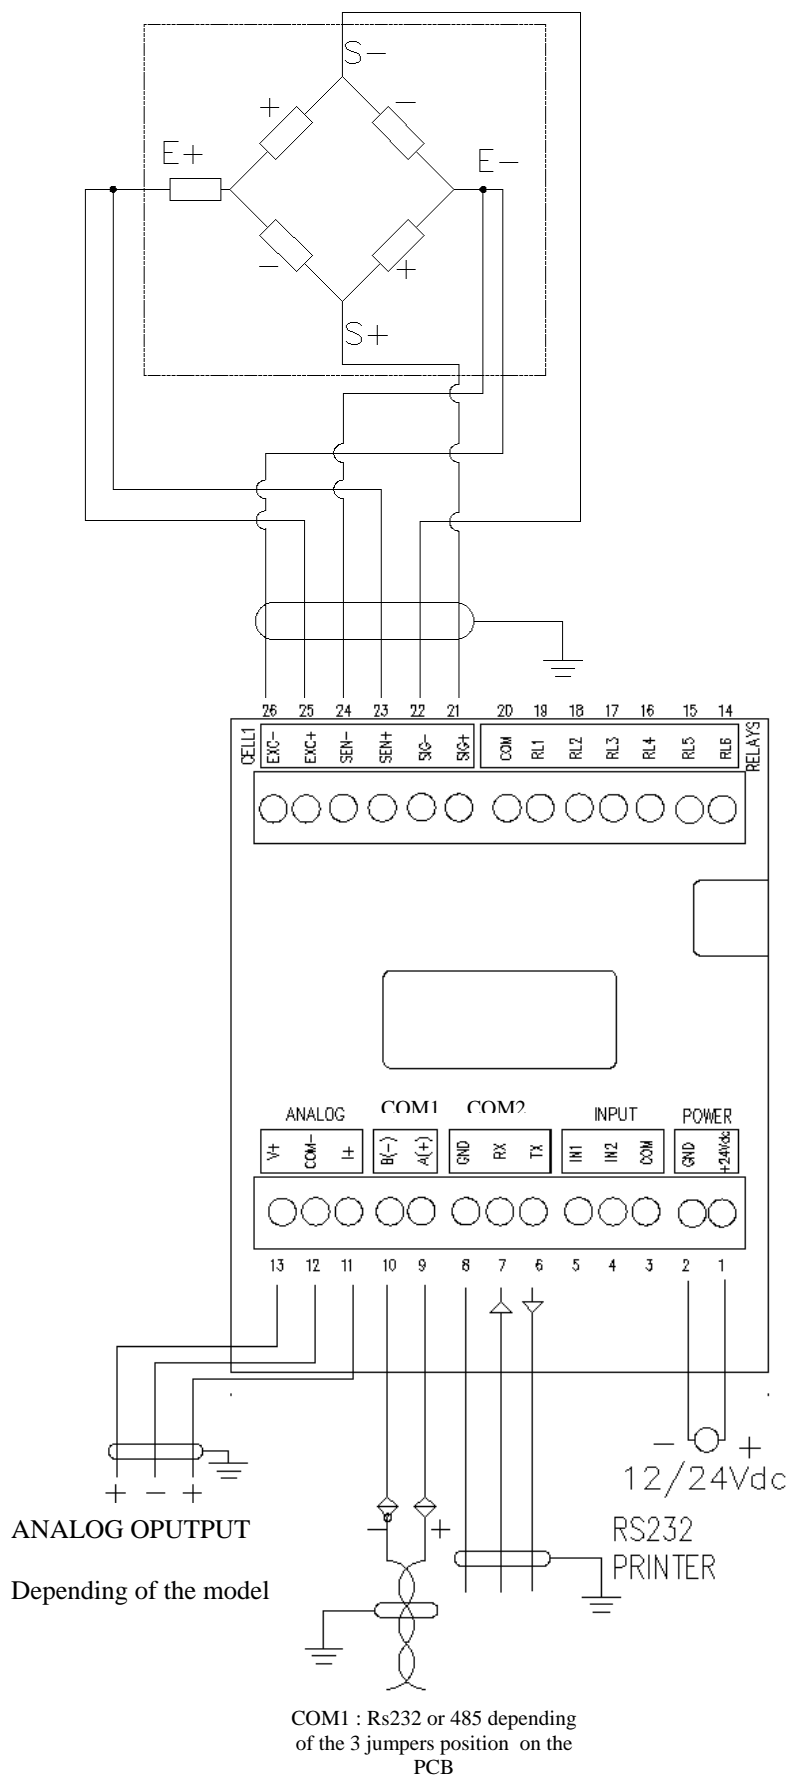 S-
+ -
E+ E-
- +
S+
26 25 24 23 22 21 20 19 18 17 16 15 14
CELL1 EXC- EXC+ SEN- SEN+ SIG- SIG+ COM RL1 RL2 RL3 RL4 RL5 RL6 RELAYS
ANALOG COM1 COM2 INPUT POWER
V+ COM- I+ B(-) A(+) GND RX TX IN1 IN2 COM GND +24Vdc
13 12 11 10 9 8 7 6 5 4 3 2 1
- +
12/24Vdc
+ - +
ANALOG OPUTPUT
- +
RS232
PRINTER
Depending of the model
COM1 : Rs232 or 485 depending
of the 3 jumpers position on the
PCB